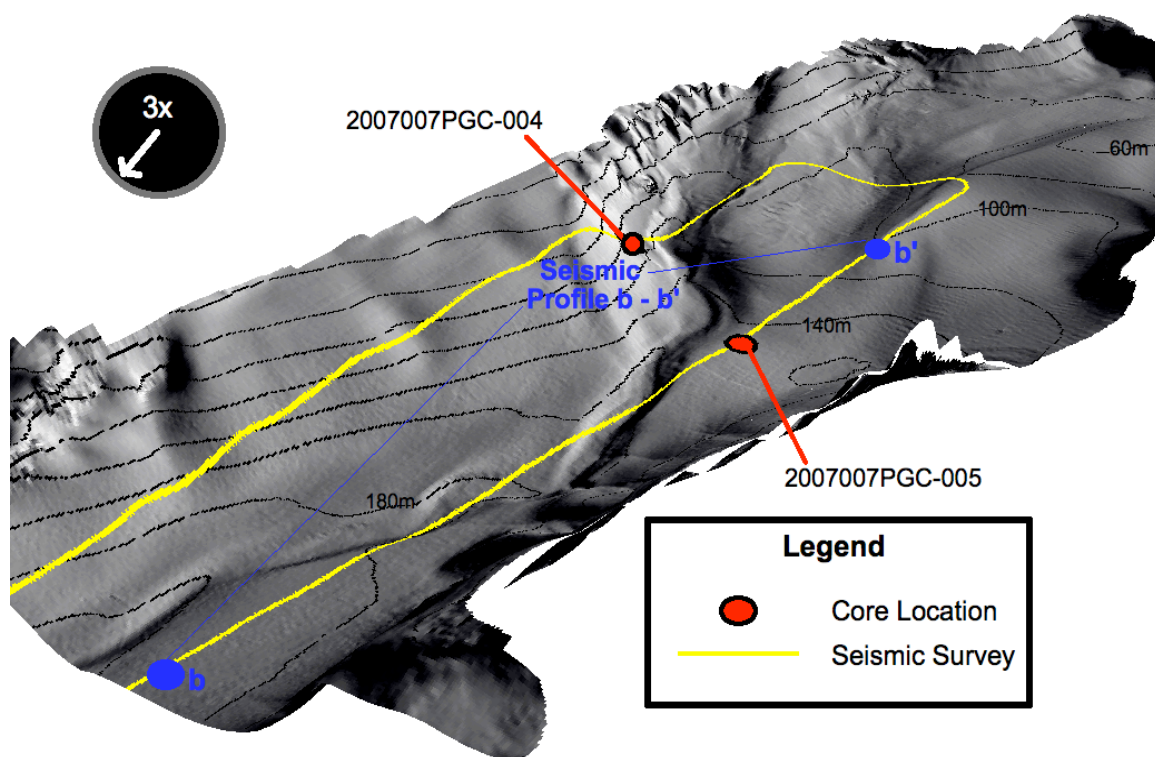 3x
2007007PGC-004
60m
100m
b'
Seismic
Profile b - b'
140m
2007007PGC-005
180m
b
Legend
Core Location
Seismic Survey